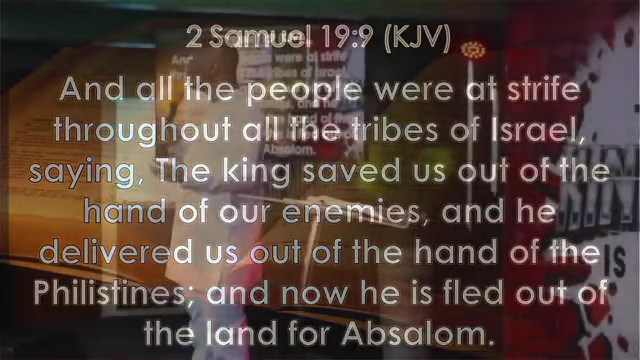 2 Samuel 19:9 (KJV)
And all the people were at strife
throughout all the tribes of Israel,
saying, The king saved us out of the
hand of our enemies, and he
delivered us out of the hand of the
Philistines; and now he is fled out of
the land for Absalom.
IS